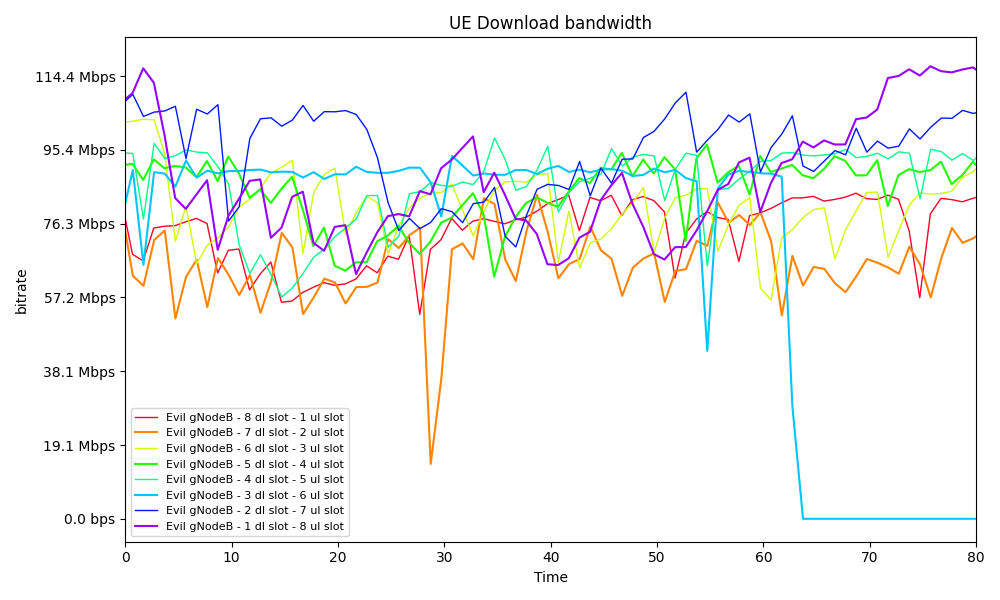 UE Download bandwidth
114.4 Mbps
95.4 Mbps
76.3 Mbps
57.2 Mbps
38.1 Mbps
19.1 Mbps
0.0 bps
bitrate
Evil gNodeB - 8 dl slot - 1 ul slot
Evil gNodeB - 7 dl slot - 2 ul slot
Evil gNodeB - 6 dl slot - 3 ul slot
Evil gNodeB - 5 dl slot - 4 ul slot
Evil gNodeB - 4 dl slot - 5 ul slot
Evil gNodeB - 3 dl slot - 6 ul slot
Evil gNodeB - 2 dl slot - 7 ul slot
Evil gNodeB - 1 dl slot - 8 ul slot
0 10 20 30 40 50 60 70 80
Time